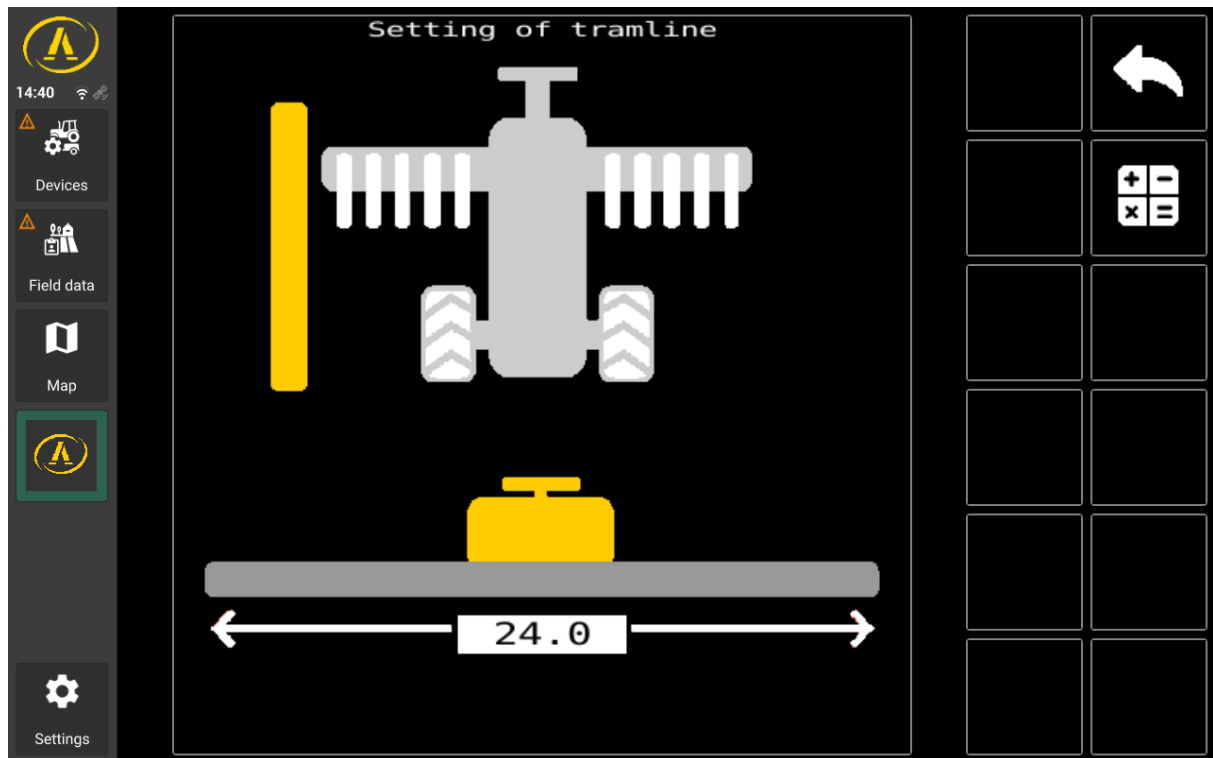 Setting of tramline
14:40
Devices
Field data
Map
24.0
Settings